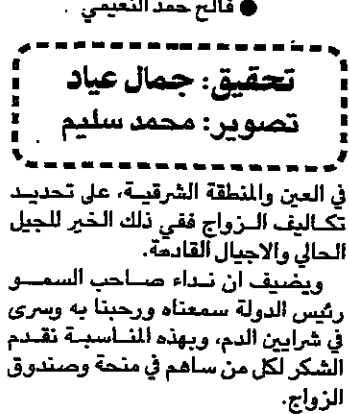 ● فالح حمد النعيمي .
تحقيق: جمال عياد
تصوير: محمد سليم
في العين والمنطقة الشرقية، على تحديد
تكاليف الزواج ففي ذلك الخير للجيل
الحالي والاجيال القادمة.
ويضيف ان نداء صاحب السمو
رئيس الدولة سمعناه ورحبنا به وسرى
في شرايين الدم، وبهذه المناسبة نقدم
الشكر لكل من ساهم في منحة وصندوق
الزواج.